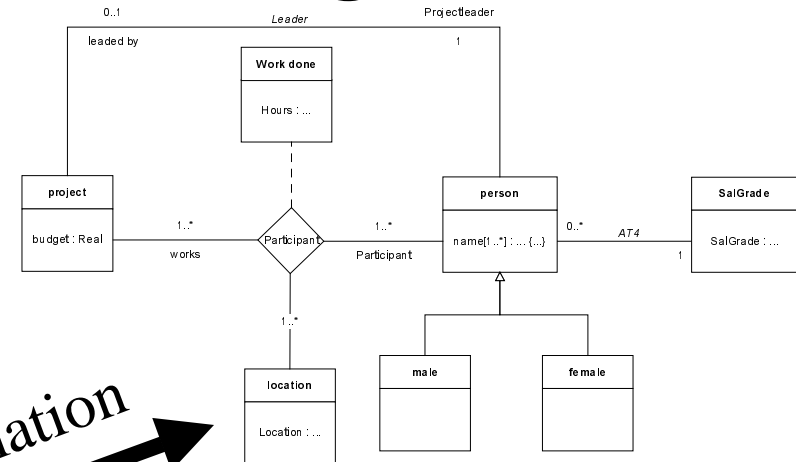 0..1
Leader
Projectleader
leaded by
1
Work done
Hours : ...
project
budget : Real
1..*
works
Participant
1..*
Participant
person
name[1..*] : ... {...}
0..*
AT4
1
SalGrade
SalGrade : ...
1..*
location
Location : ...
male
female